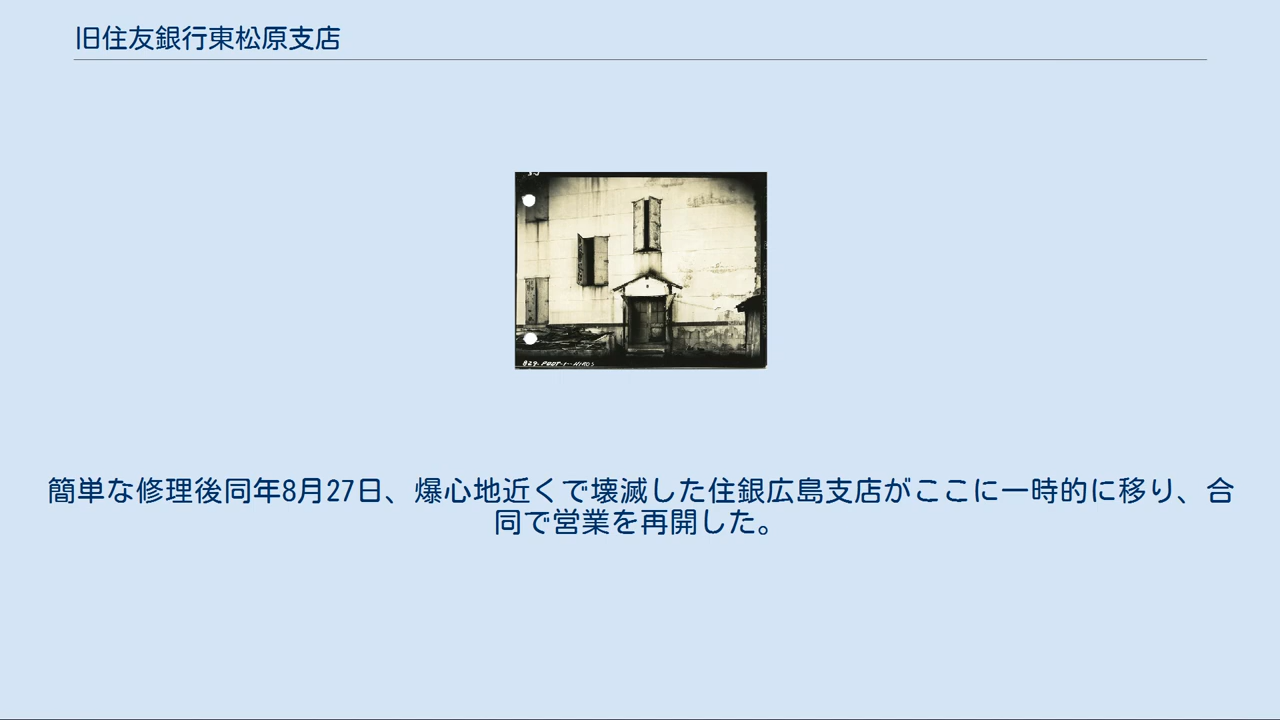 旧住友銀行東松原支店
簡単な修理後同年8月27日、爆心地近くで壊滅した住銀広島支店がここに一時的に移り、合
同で営業を再開した。